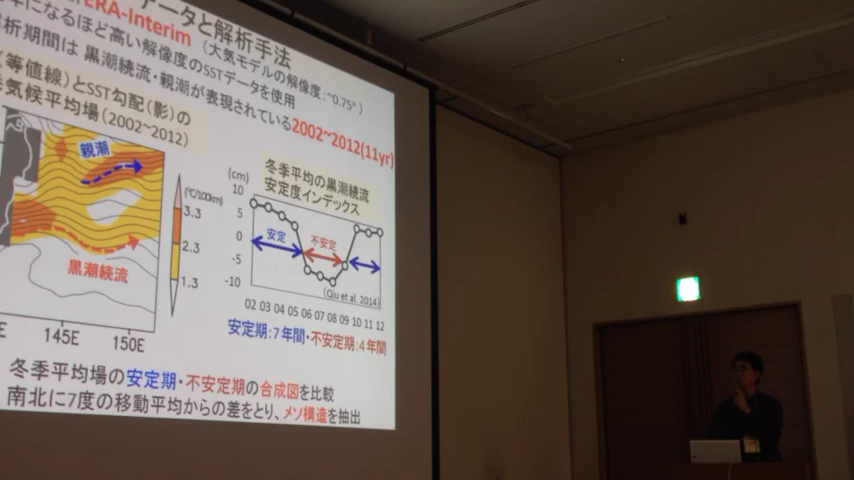 データと解析手法
ERA-Interim (大気モデルの解像度：~0.75°)
年になるほど高い解像度のSSTデータを使用
解析期間は 黒潮続流・親潮が表現されている2002~2012(11yr)
(等値線)とSST勾配(影)の
気候平均場(2002~2012)
親潮
黒潮続流
(℃/100km)
3.3
2.3
1.3
145E
150E
冬季平均の黒潮続流
安定度インデックス
(cm)
10
5
0
-5
-10
安定
不安定
(Qiu et al. 2014)
02 03 04 05 06 07 08 09 10 11 12
安定期：7年間・不安定期：4年間
冬季平均場の安定期・不安定期の合成図を比較
南北に7度の移動平均からの差をとり、メソ構造を抽出